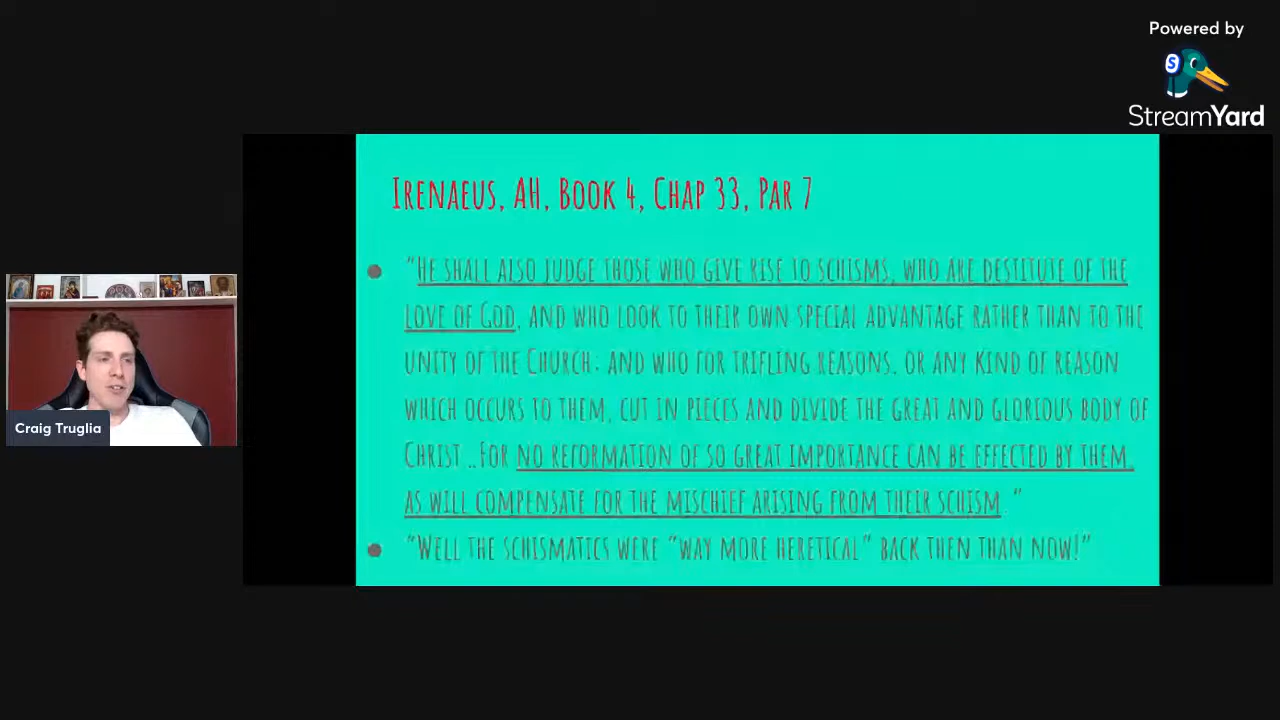 Powered by
S
StreamYard
IRENAEUS, AH, BOOK 4, CHAP 33, PAR 7
● "HE SHALL ALSO JUDGE THOSE WHO GIVE RISE TO SCHISMS, WHO ARE DESTITUTE OF THE
LOVE OF GOD, AND WHO LOOK TO THEIR OWN SPECIAL ADVANTAGE RATHER THAN TO THE
UNITY OF THE CHURCH; AND WHO FOR TRIFLING REASONS, OR ANY KIND OF REASON
WHICH OCCURS TO THEM, CUT IN PIECES AND DIVIDE THE GREAT AND GLORIOUS BODY OF
CHRIST...FOR NO REFORMATION OF SO GREAT IMPORTANCE CAN BE EFFECTED BY THEM,
AS WILL COMPENSATE FOR THE MISCHIEF ARISING FROM THEIR SCHISM."
● "WELL THE SCHISMATICS WERE "WAY MORE HERETICAL" BACK THEN THAN NOW!"
Craig Truglia